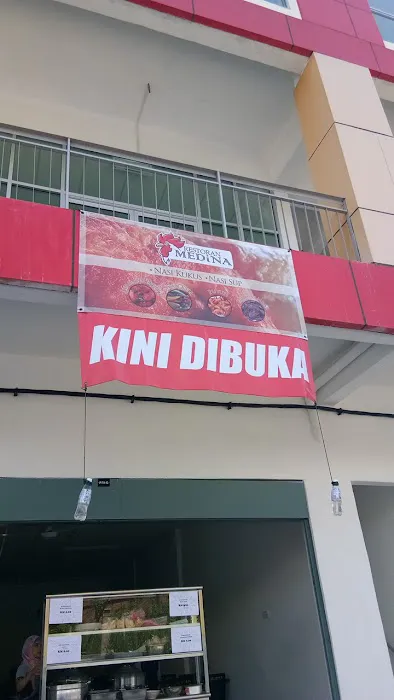 RESTORAN
MEDINA
• NASI KUKUS • NASI SUP
KINI DIBUKA